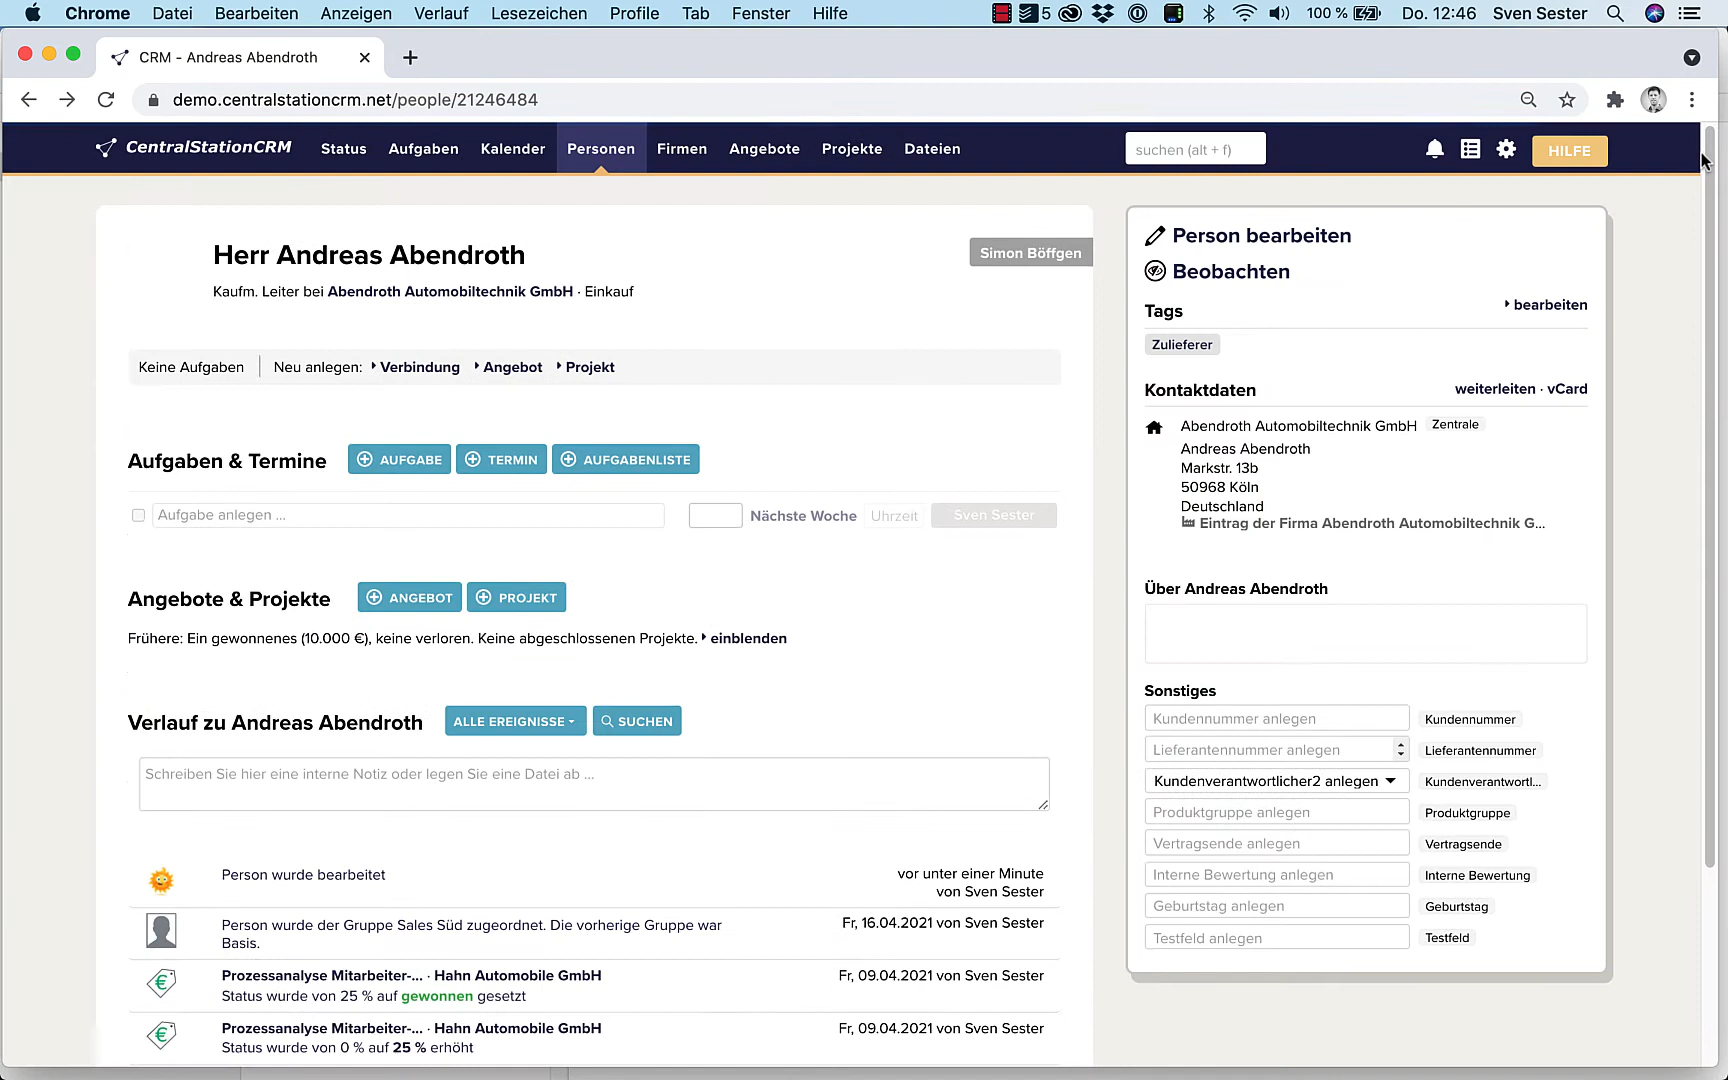 Chrome Datei Bearbeiten Anzeigen Verlauf Lesezeichen Profile Tab Fenster Hilfe 5 100 % Do. 12:46 Sven Sester
CRM - Andreas Abendroth
demo.centralstationcrm.net/people/21246484
CentralStationCRM Status Aufgaben Kalender Personen Firmen Angebote Projekte Dateien suchen (alt + f) HILFE
Herr Andreas Abendroth
Simon Böffgen
Kaufm. Leiter bei Abendroth Automobiltechnik GmbH · Einkauf
Keine Aufgaben Neu anlegen: Verbindung Angebot Projekt
Aufgaben & Termine AUFGABE TERMIN AUFGABENLISTE
Aufgabe anlegen ... Nächste Woche Uhrzeit Sven Sester
Angebote & Projekte ANGEBOT PROJEKT
Frühere: Ein gewonnenes (10.000 €), keine verloren. Keine abgeschlossenen Projekte. einblenden
Verlauf zu Andreas Abendroth ALLE EREIGNISSE SUCHEN
Schreiben Sie hier eine interne Notiz oder legen Sie eine Datei ab ...
Person wurde bearbeitet
vor unter einer Minute
von Sven Sester
Person wurde der Gruppe Sales Süd zugeordnet. Die vorherige Gruppe war
Basis.
Fr, 16.04.2021 von Sven Sester
Prozessanalyse Mitarbeiter-... · Hahn Automobile GmbH
Status wurde von 25 % auf gewonnen gesetzt
Fr, 09.04.2021 von Sven Sester
Prozessanalyse Mitarbeiter-... · Hahn Automobile GmbH
Status wurde von 0 % auf 25 % erhöht
Fr, 09.04.2021 von Sven Sester
Person bearbeiten
Beobachten
Tags bearbeiten
Zulieferer
Kontaktdaten weiterleiten · vCard
Abendroth Automobiltechnik GmbH Zentrale
Andreas Abendroth
Markstr. 13b
50968 Köln
Deutschland
Eintrag der Firma Abendroth Automobiltechnik G...
Über Andreas Abendroth
Sonstiges
Kundennummer anlegen Kundennummer
Lieferantennummer anlegen Lieferantennummer
Kundenverantwortlicher2 anlegen Kundenverantwortl...
Produktgruppe anlegen Produktgruppe
Vertragsende anlegen Vertragsende
Interne Bewertung anlegen Interne Bewertung
Geburtstag anlegen Geburtstag
Testfeld anlegen Testfeld